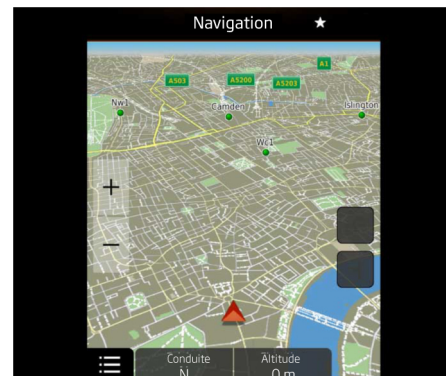 Navigation
A1
A503 A5200 A5203
Nw1 Camden Islington
Wc1
+
−
Conduite Altitude
N 0 m